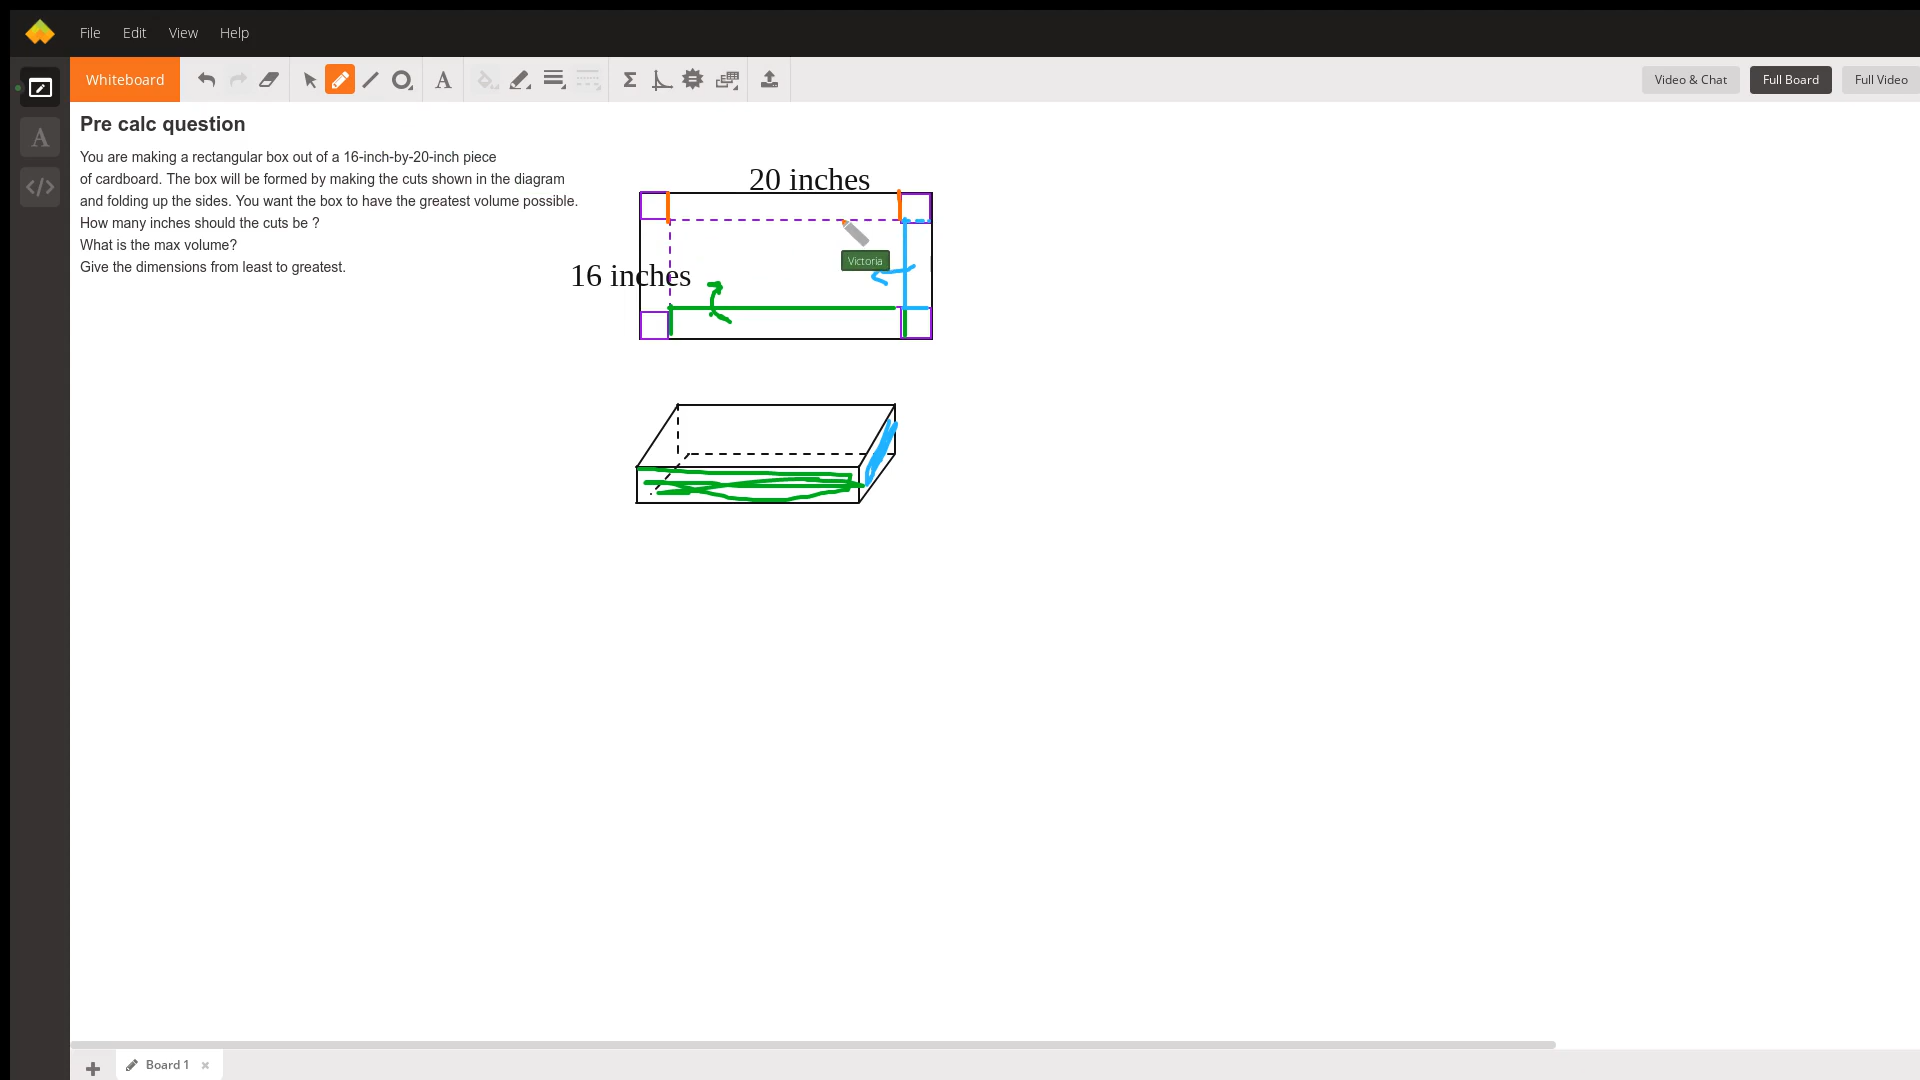 File Edit View Help
Whiteboard
Video & Chat Full Board Full Video
Pre calc question
You are making a rectangular box out of a 16-inch-by-20-inch piece
of cardboard. The box will be formed by making the cuts shown in the diagram
and folding up the sides. You want the box to have the greatest volume possible.
How many inches should the cuts be ?
What is the max volume?
Give the dimensions from least to greatest.
20 inches
16 inches
Victoria
Board 1